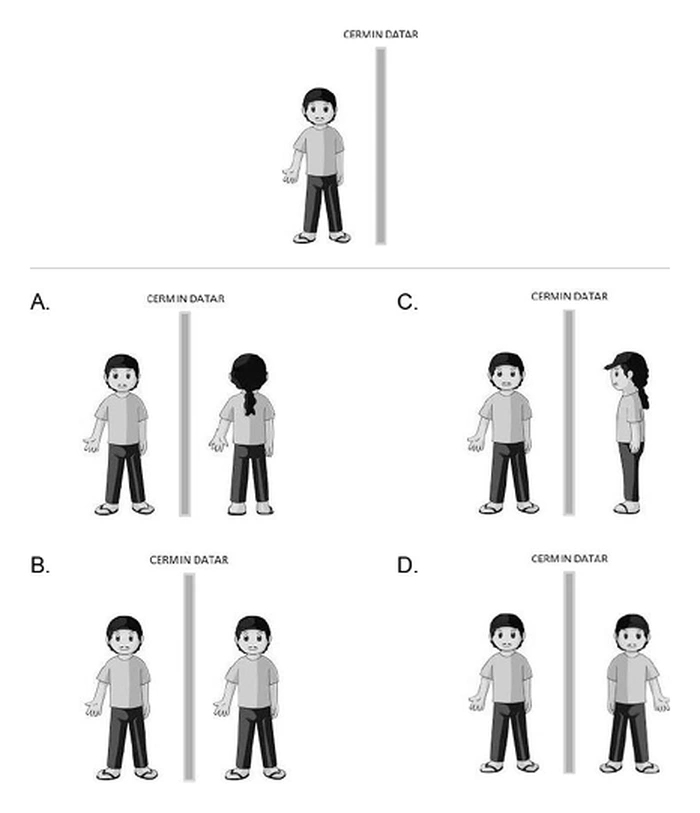 CERMIN DATAR
A.
CERMIN DATAR
C.
CERMIN DATAR
B.
CERMIN DATAR
D.
CERMIN DATAR